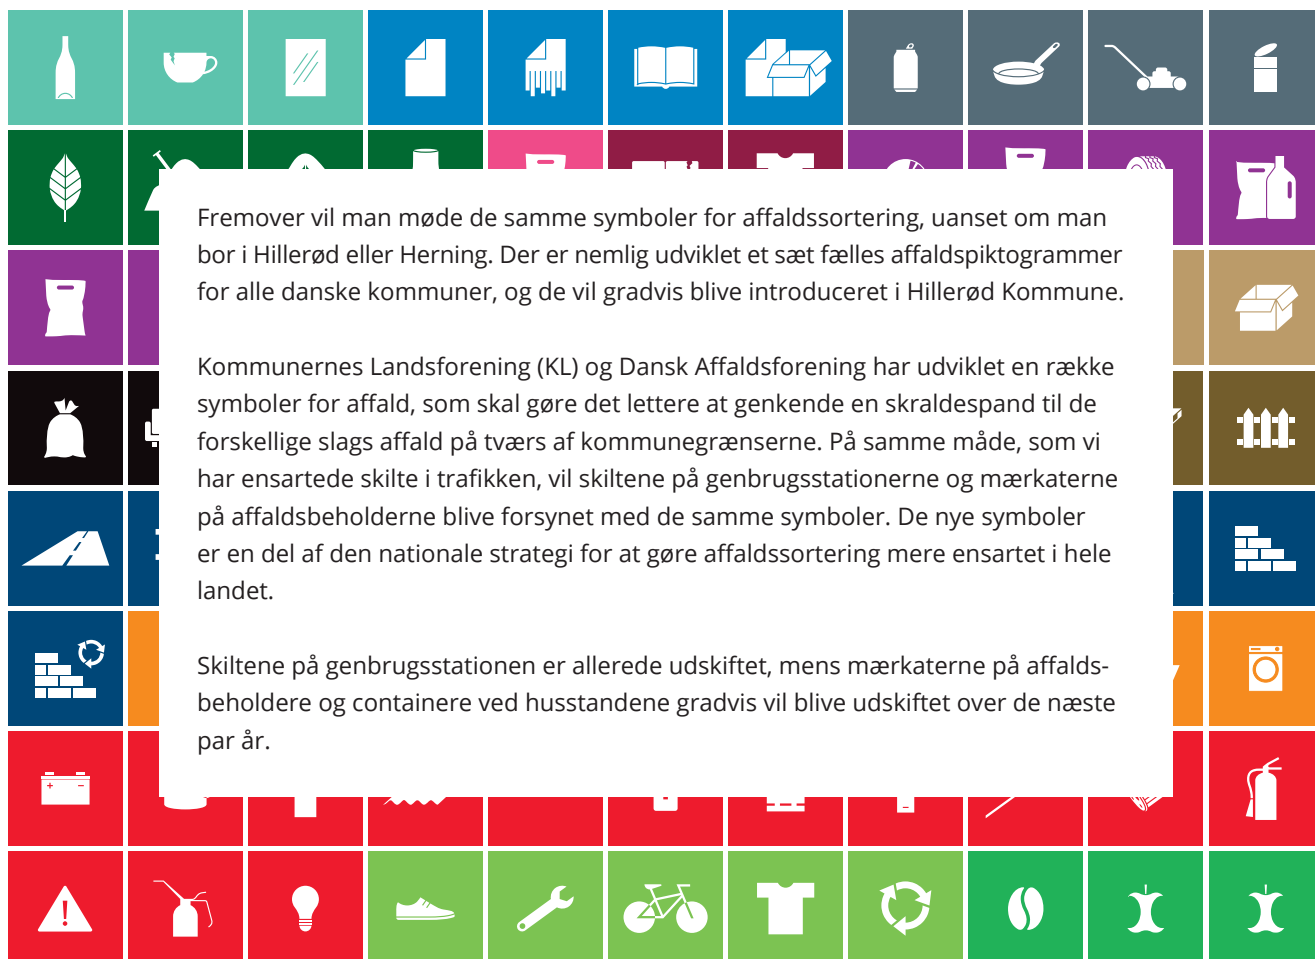 Fremover vil man møde de samme symboler for affaldssortering, uanset om man
bor i Hillerød eller Herning. Der er nemlig udviklet et sæt fælles affaldspiktogrammer
for alle danske kommuner, og de vil gradvis blive introduceret i Hillerød Kommune.
Kommunernes Landsforening (KL) og Dansk Affaldsforening har udviklet en række
symboler for affald, som skal gøre det lettere at genkende en skraldespand til de
forskellige slags affald på tværs af kommunegrænserne. På samme måde, som vi
har ensartede skilte i trafikken, vil skiltene på genbrugsstationerne og mærkaterne
på affaldsbeholderne blive forsynet med de samme symboler. De nye symboler
er en del af den nationale strategi for at gøre affaldssortering mere ensartet i hele
landet.
Skiltene på genbrugsstationen er allerede udskiftet, mens mærkaterne på affalds-
beholdere og containere ved husstandene gradvis vil blive udskiftet over de næste
par år.